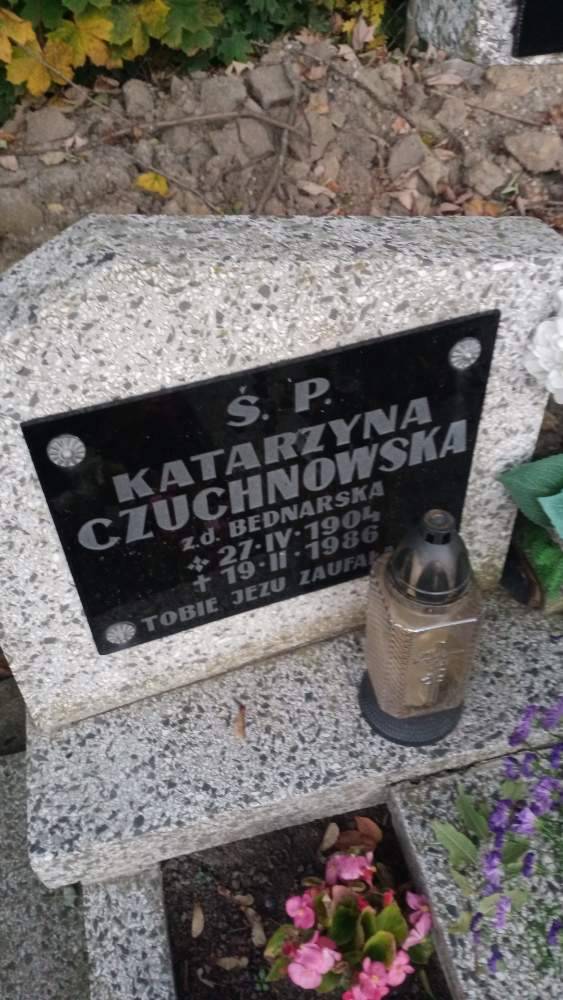 Ś. P.
KATARZYNA
CZUCHNOWSKA
z.d. BEDNARSKA
27·IV·1904
† 19·II·1986
TOBIE JEZU